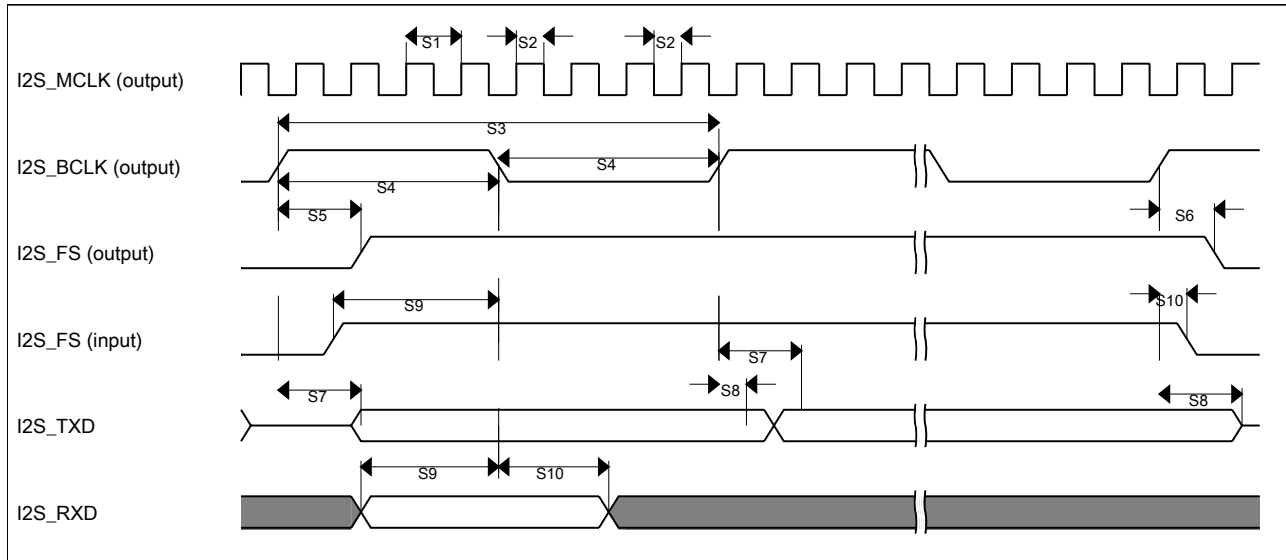 S1 S2 S2
I2S_MCLK (output)
S3
I2S_BCLK (output)
S4
S4
S5 S6
I2S_FS (output)
S9 S10
I2S_FS (input)
S7
S7 S8 S8
I2S_TXD
S9 S10
I2S_RXD